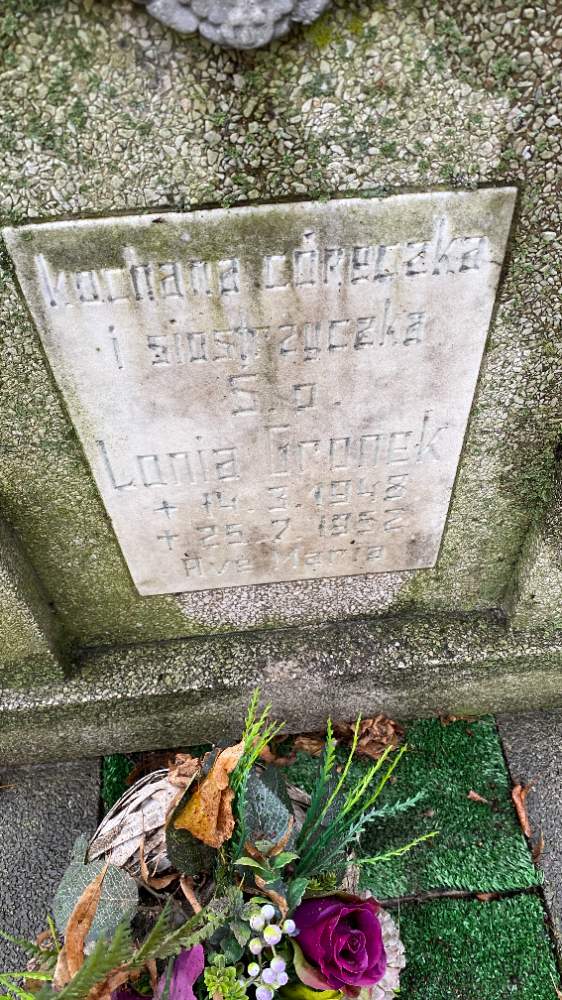 kochana córeczka
i siostrzyczka
Ś.p.
Lonia Gronek
+ 14.3.1948
+ 25.7.1952
Ave Maria